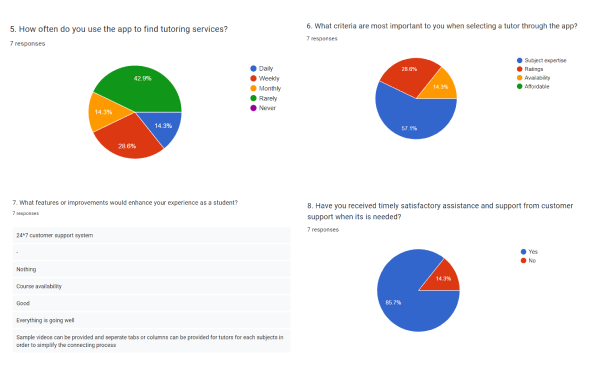 5. How often do you use the app to find tutoring services?
7 responses
42.9%
14.3%
14.3%
28.6%
Daily
Weekly
Monthly
Rarely
Never
6. What criteria are most important to you when selecting a tutor through the app?
7 responses
28.6%
14.3%
57.1%
Subject expertise
Ratings
Availability
Affordable
7. What features or improvements would enhance your experience as a student?
7 responses
24*7 customer support system
-
Nothing
Course availability
Good
Everything is going well
Sample videos can be provided and seperate tabs or columns can be provided for tutors for each subjects in
order to simplify the connecting process
8. Have you received timely satisfactory assistance and support from customer
support when its is needed?
7 responses
14.3%
85.7%
Yes
No